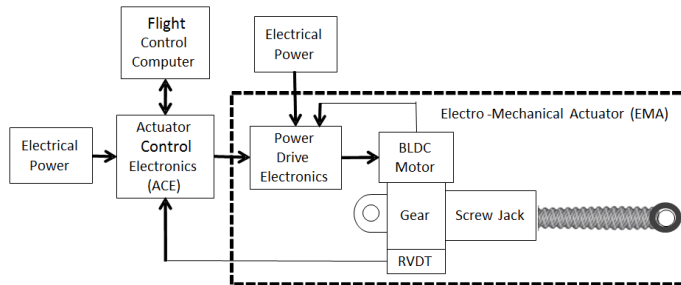 Flight
Control
Computer
Electrical
Power
Electro -Mechanical Actuator (EMA)
Electrical
Power
Actuator
Control
Electronics
(ACE)
Power
Drive
Electronics
BLDC
Motor
Gear
Screw Jack
RVDT